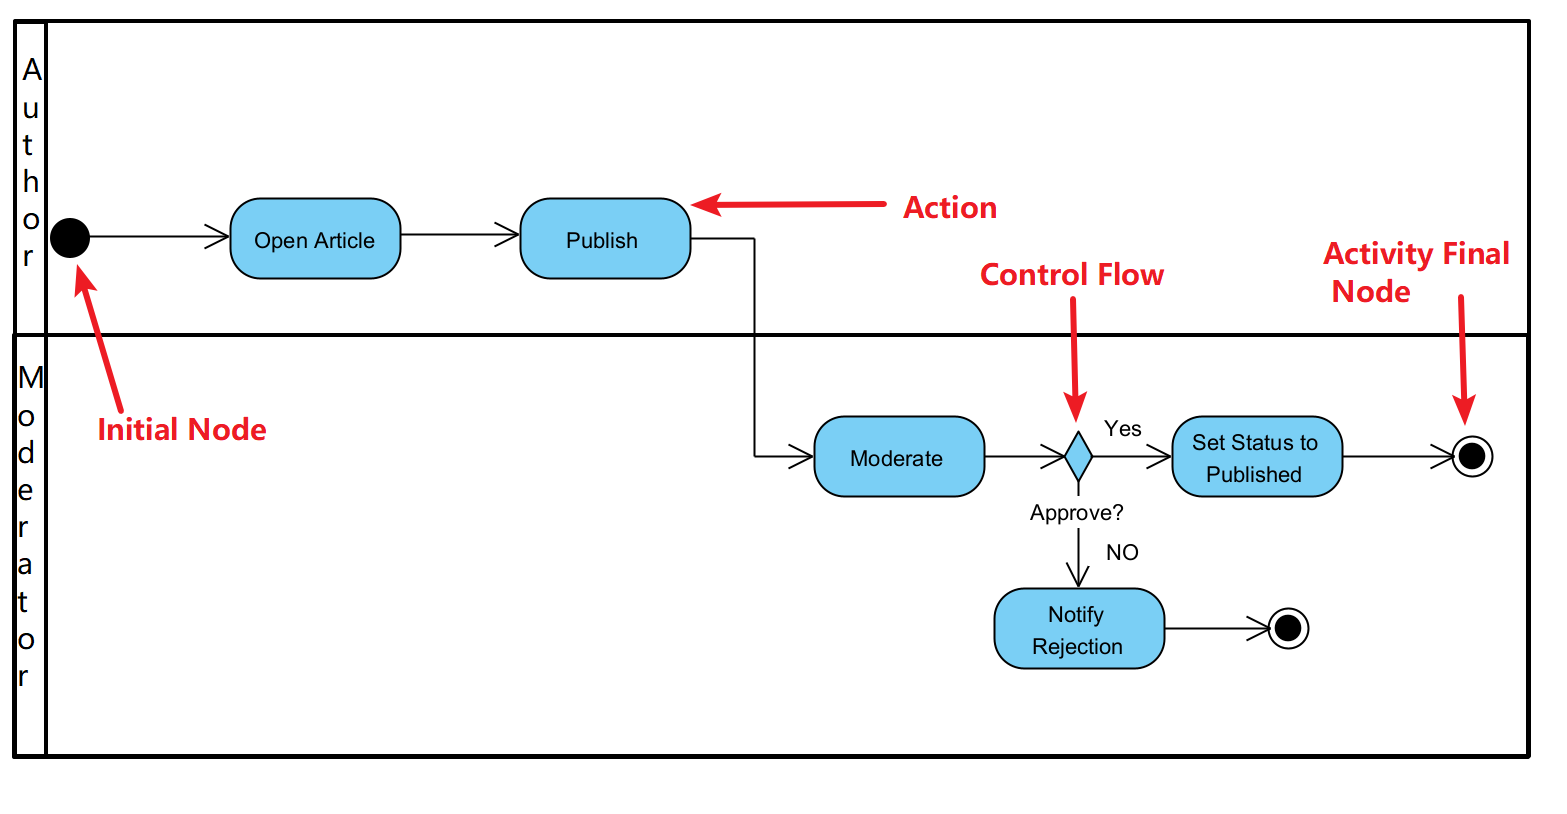 Author
Open Article
Publish
Action
Control Flow
Activity Final
Node
Initial Node
Moderator
Moderate
Yes
Set Status to
Published
Approve?
NO
Notify
Rejection